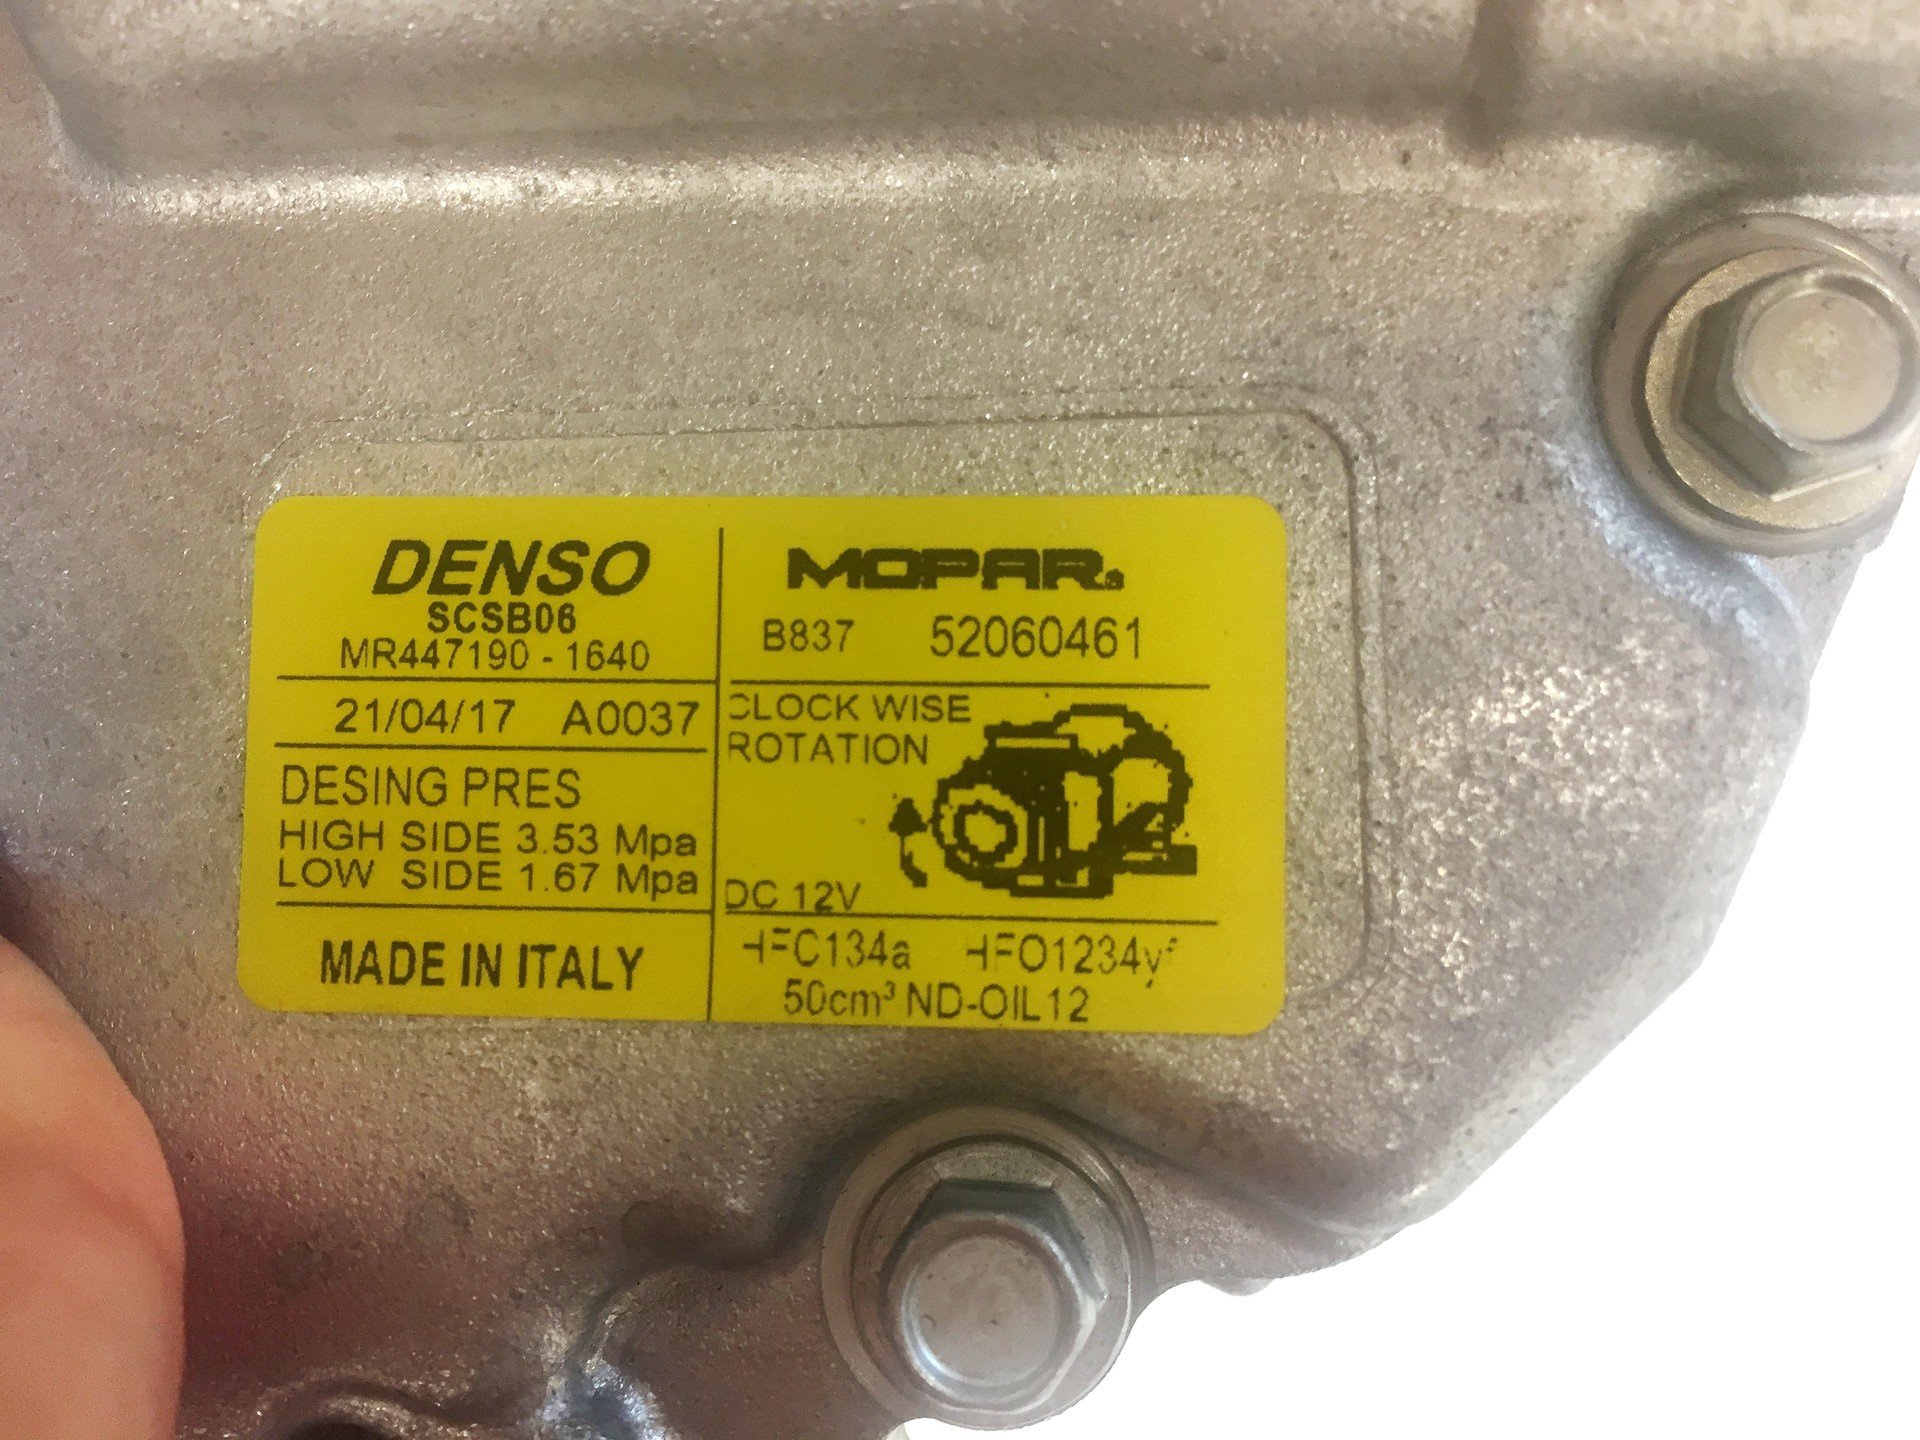 DENSO
SCSB06
MR447190 - 1640
21/04/17 A0037
DESING PRES
HIGH SIDE 3.53 Mpa
LOW SIDE 1.67 Mpa
MADE IN ITALY
MOPAR
B837 52060461
CLOCK WISE
ROTATION
DC 12V
HFC134a HFO1234yf
50cm³ ND-OIL12